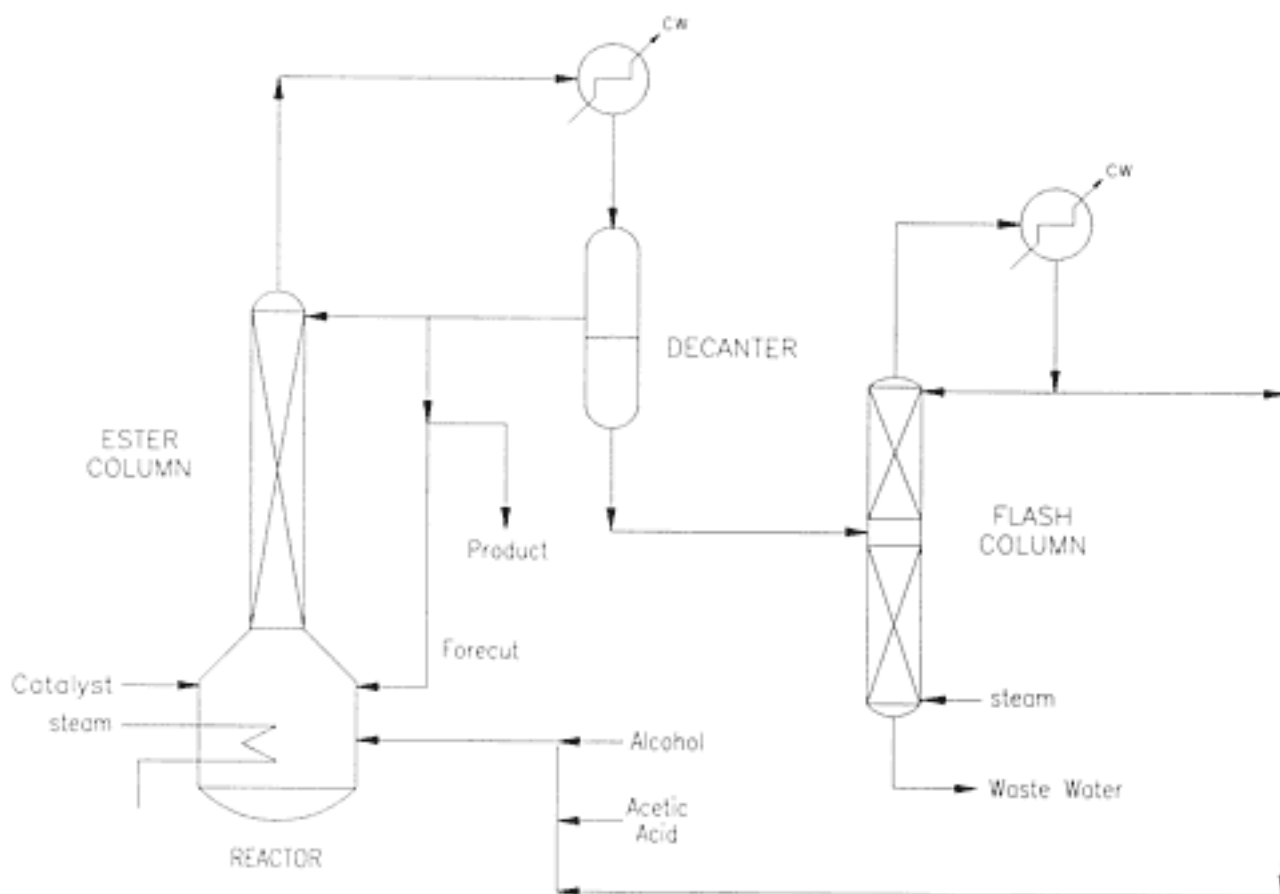 CW
CW
DECANTER
ESTER
COLUMN
FLASH
COLUMN
Product
Forecut
Catalyst
steam
steam
Alcohol
Waste Water
Acetic
Acid
REACTOR